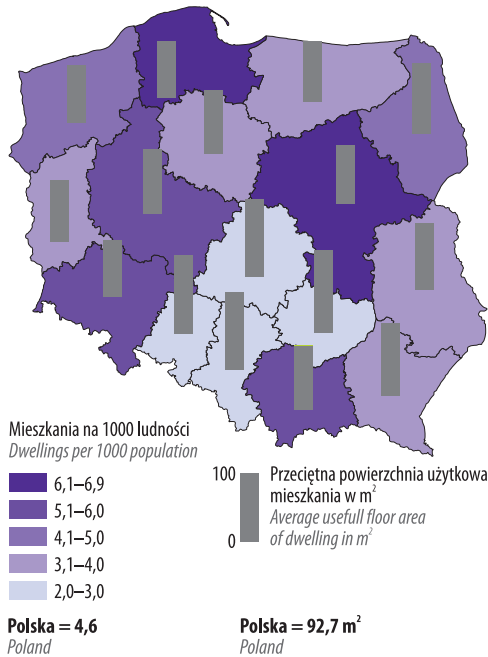 Mieszkania na 1000 ludności
Dwellings per 1000 population
6,1–6,9
5,1–6,0
4,1–5,0
3,1–4,0
2,0–3,0
Polska = 4,6
Poland
100
0
Przeciętna powierzchnia użytkowa
mieszkania w m²
Average usefull floor area
of dwelling in m²
Polska = 92,7 m²
Poland